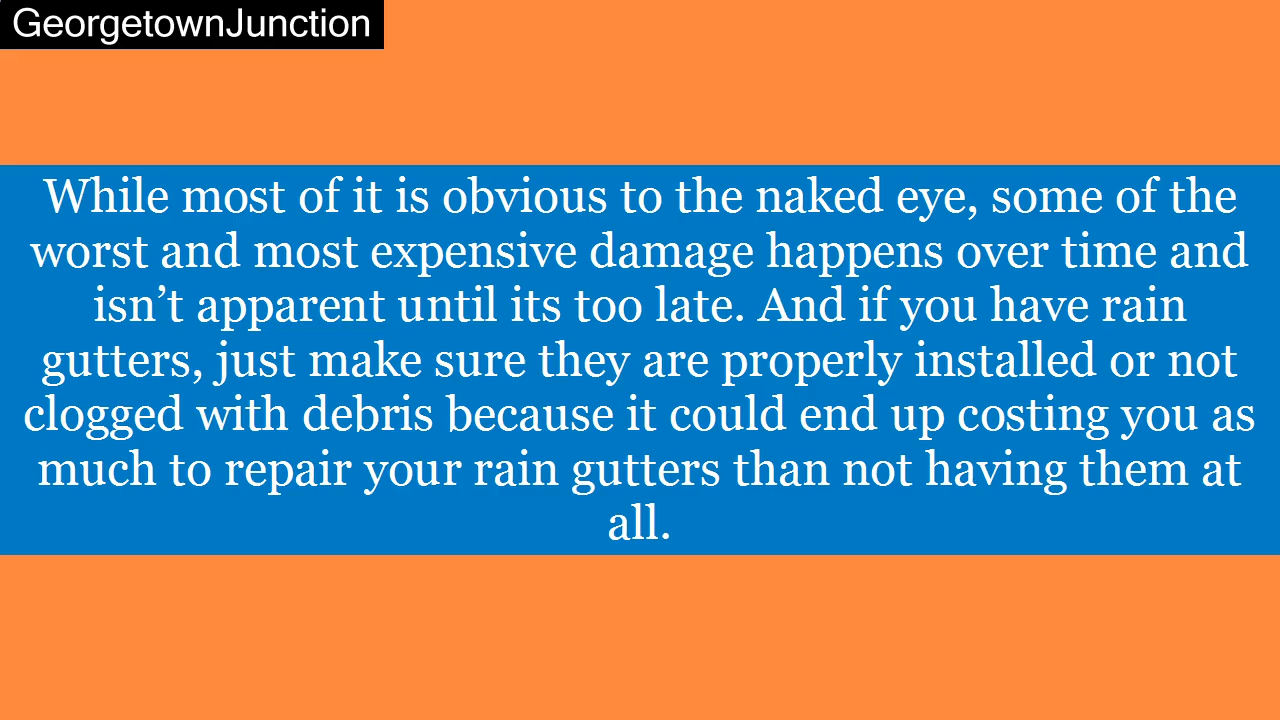 GeorgetownJunction
While most of it is obvious to the naked eye, some of the
worst and most expensive damage happens over time and
isn’t apparent until its too late. And if you have rain
gutters, just make sure they are properly installed or not
clogged with debris because it could end up costing you as
much to repair your rain gutters than not having them at
all.